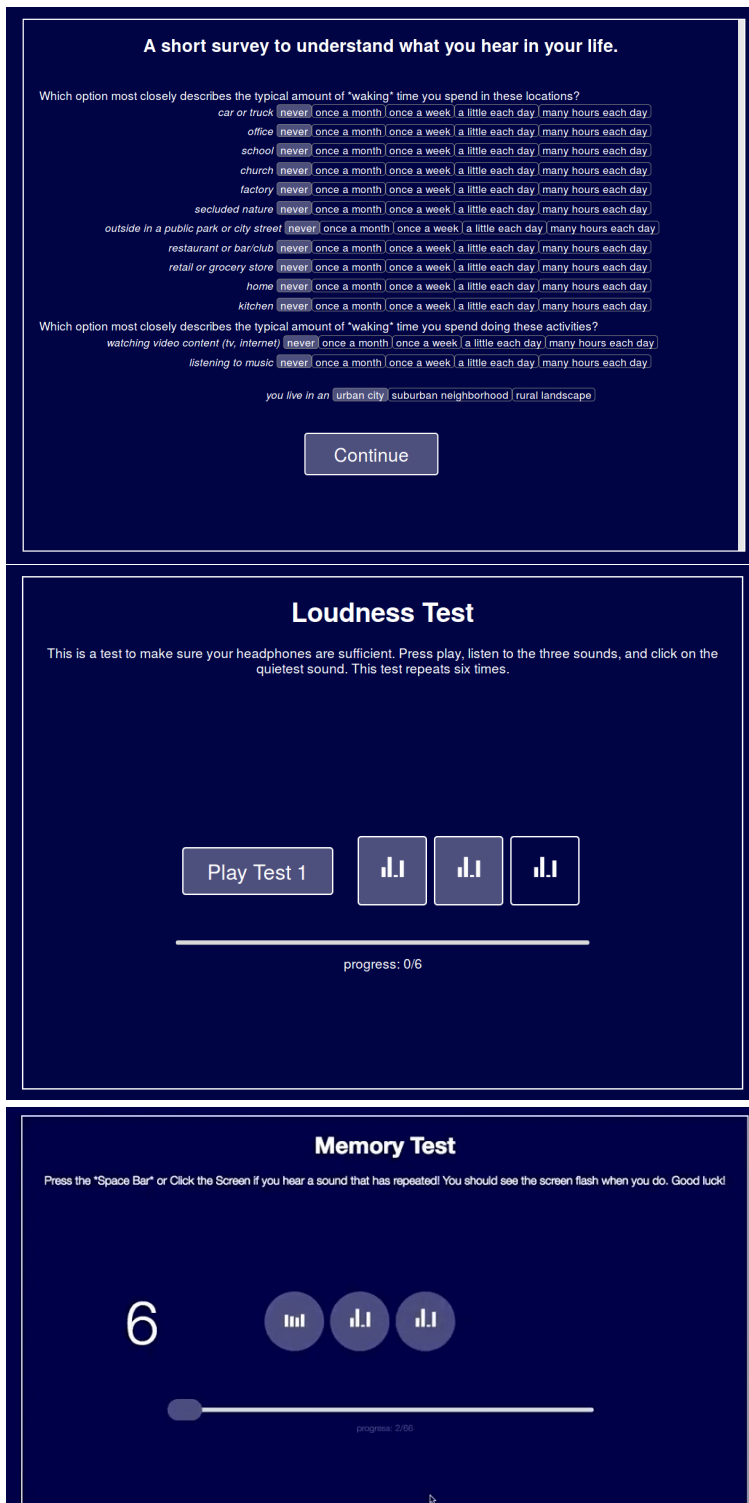 A short survey to understand what you hear in your life.
Which option most closely describes the typical amount of *waking* time you spend in these locations?
car or truck never once a month once a week a little each day many hours each day
office never once a month once a week a little each day many hours each day
school never once a month once a week a little each day many hours each day
church never once a month once a week a little each day many hours each day
factory never once a month once a week a little each day many hours each day
secluded nature never once a month once a week a little each day many hours each day
outside in a public park or city street never once a month once a week a little each day many hours each day
restaurant or bar/club never once a month once a week a little each day many hours each day
retail or grocery store never once a month once a week a little each day many hours each day
home never once a month once a week a little each day many hours each day
kitchen never once a month once a week a little each day many hours each day
Which option most closely describes the typical amount of *waking* time you spend doing these activities?
watching video content (tv, internet) never once a month once a week a little each day many hours each day
listening to music never once a month once a week a little each day many hours each day
you live in an urban city suburban neighborhood rural landscape
Continue
Loudness Test
This is a test to make sure your headphones are sufficient. Press play, listen to the three sounds, and click on the
quietest sound. This test repeats six times.
Play Test 1
progress: 0/6
Memory Test
Press the *Space Bar* or Click the Screen if you hear a sound that has repeated! You should see the screen flash when you do. Good luck!
6
progress: 2/66